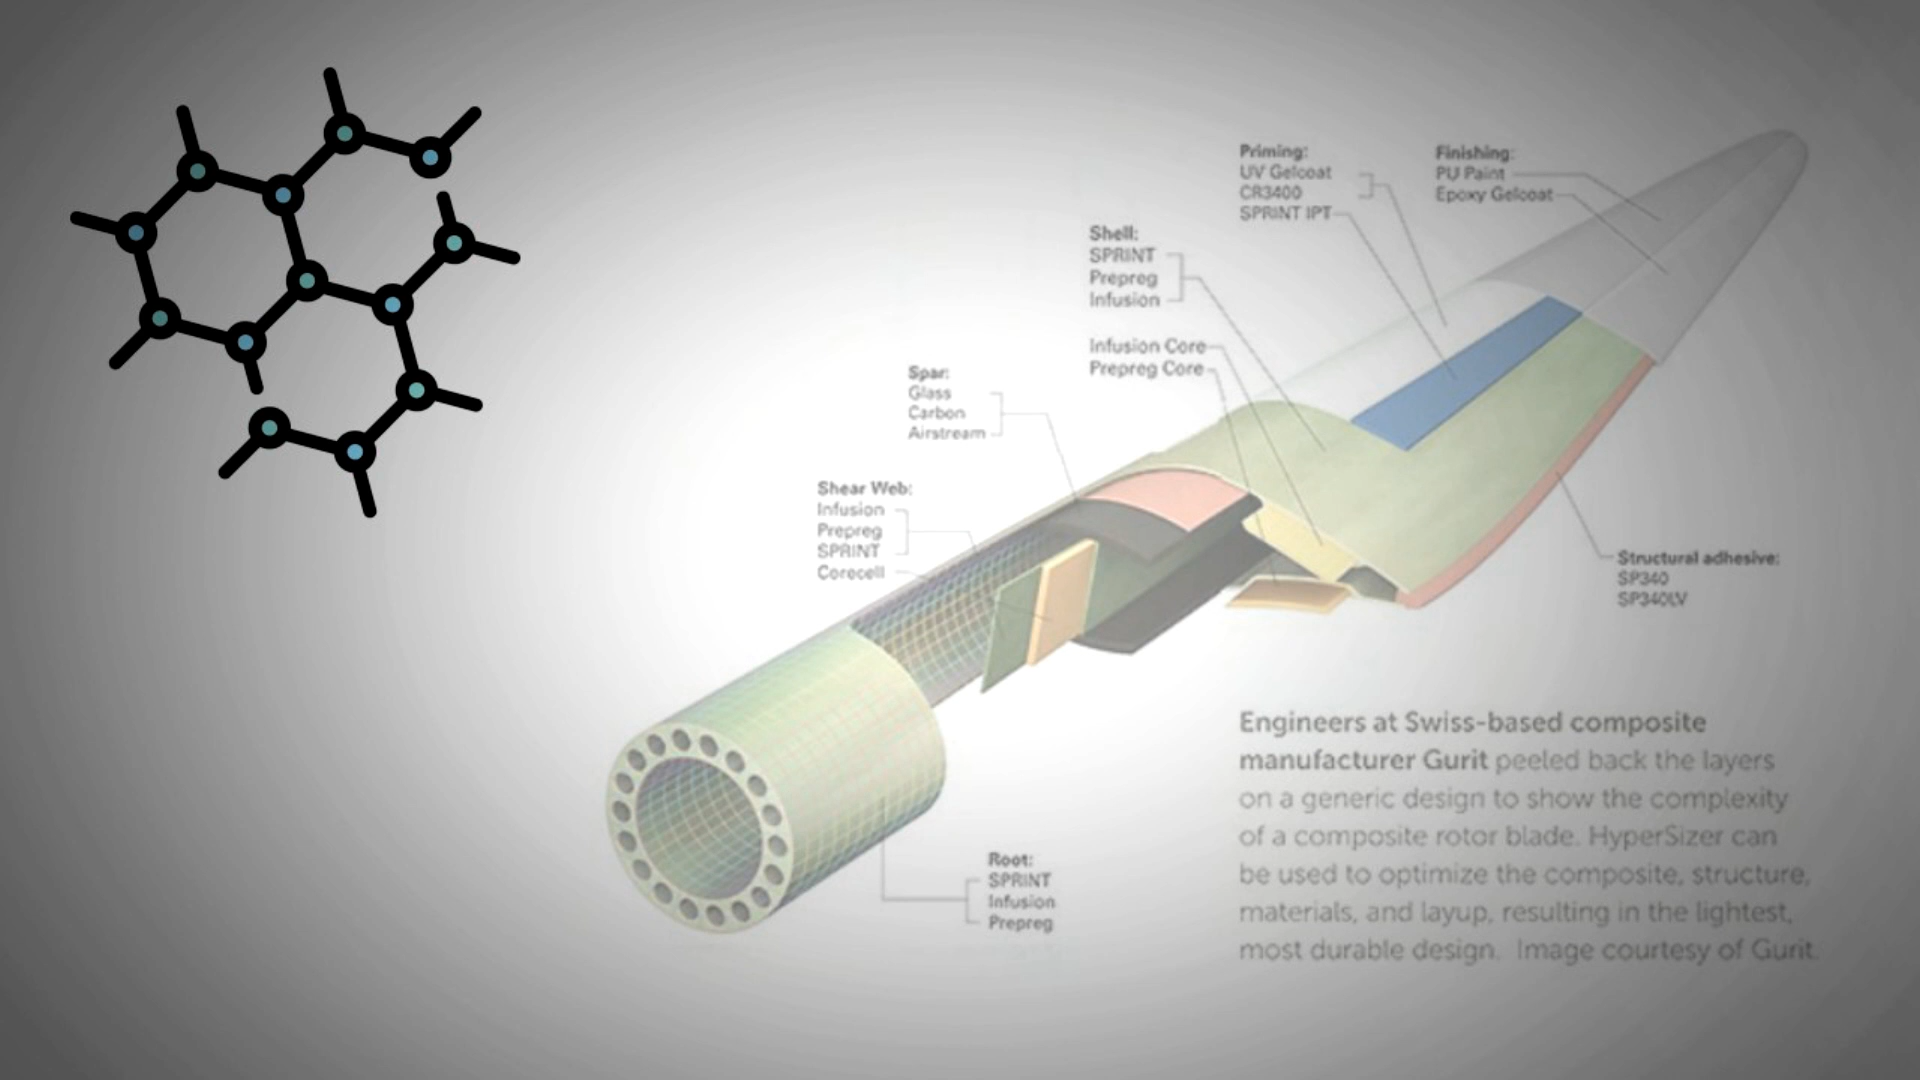 Priming:
UV Gelcoat
CR3400
SPRINT IPT
Finishing:
PU Paint
Epoxy Gelcoat
Shell:
SPRINT
Prepreg
Infusion
Infusion Core
Prepreg Core
Spar:
Glass
Carbon
Airstream
Shear Web:
Infusion
Prepreg
SPRINT
Corecell
Structural adhesive:
SP340
SP340LV
Root:
SPRINT
Infusion
Prepreg
Engineers at Swiss-based composite
manufacturer Gurit peeled back the layers
on a generic design to show the complexity
of a composite rotor blade. HyperSizer can
be used to optimize the composite, structure,
materials, and layup, resulting in the lightest,
most durable design. Image courtesy of Gurit.